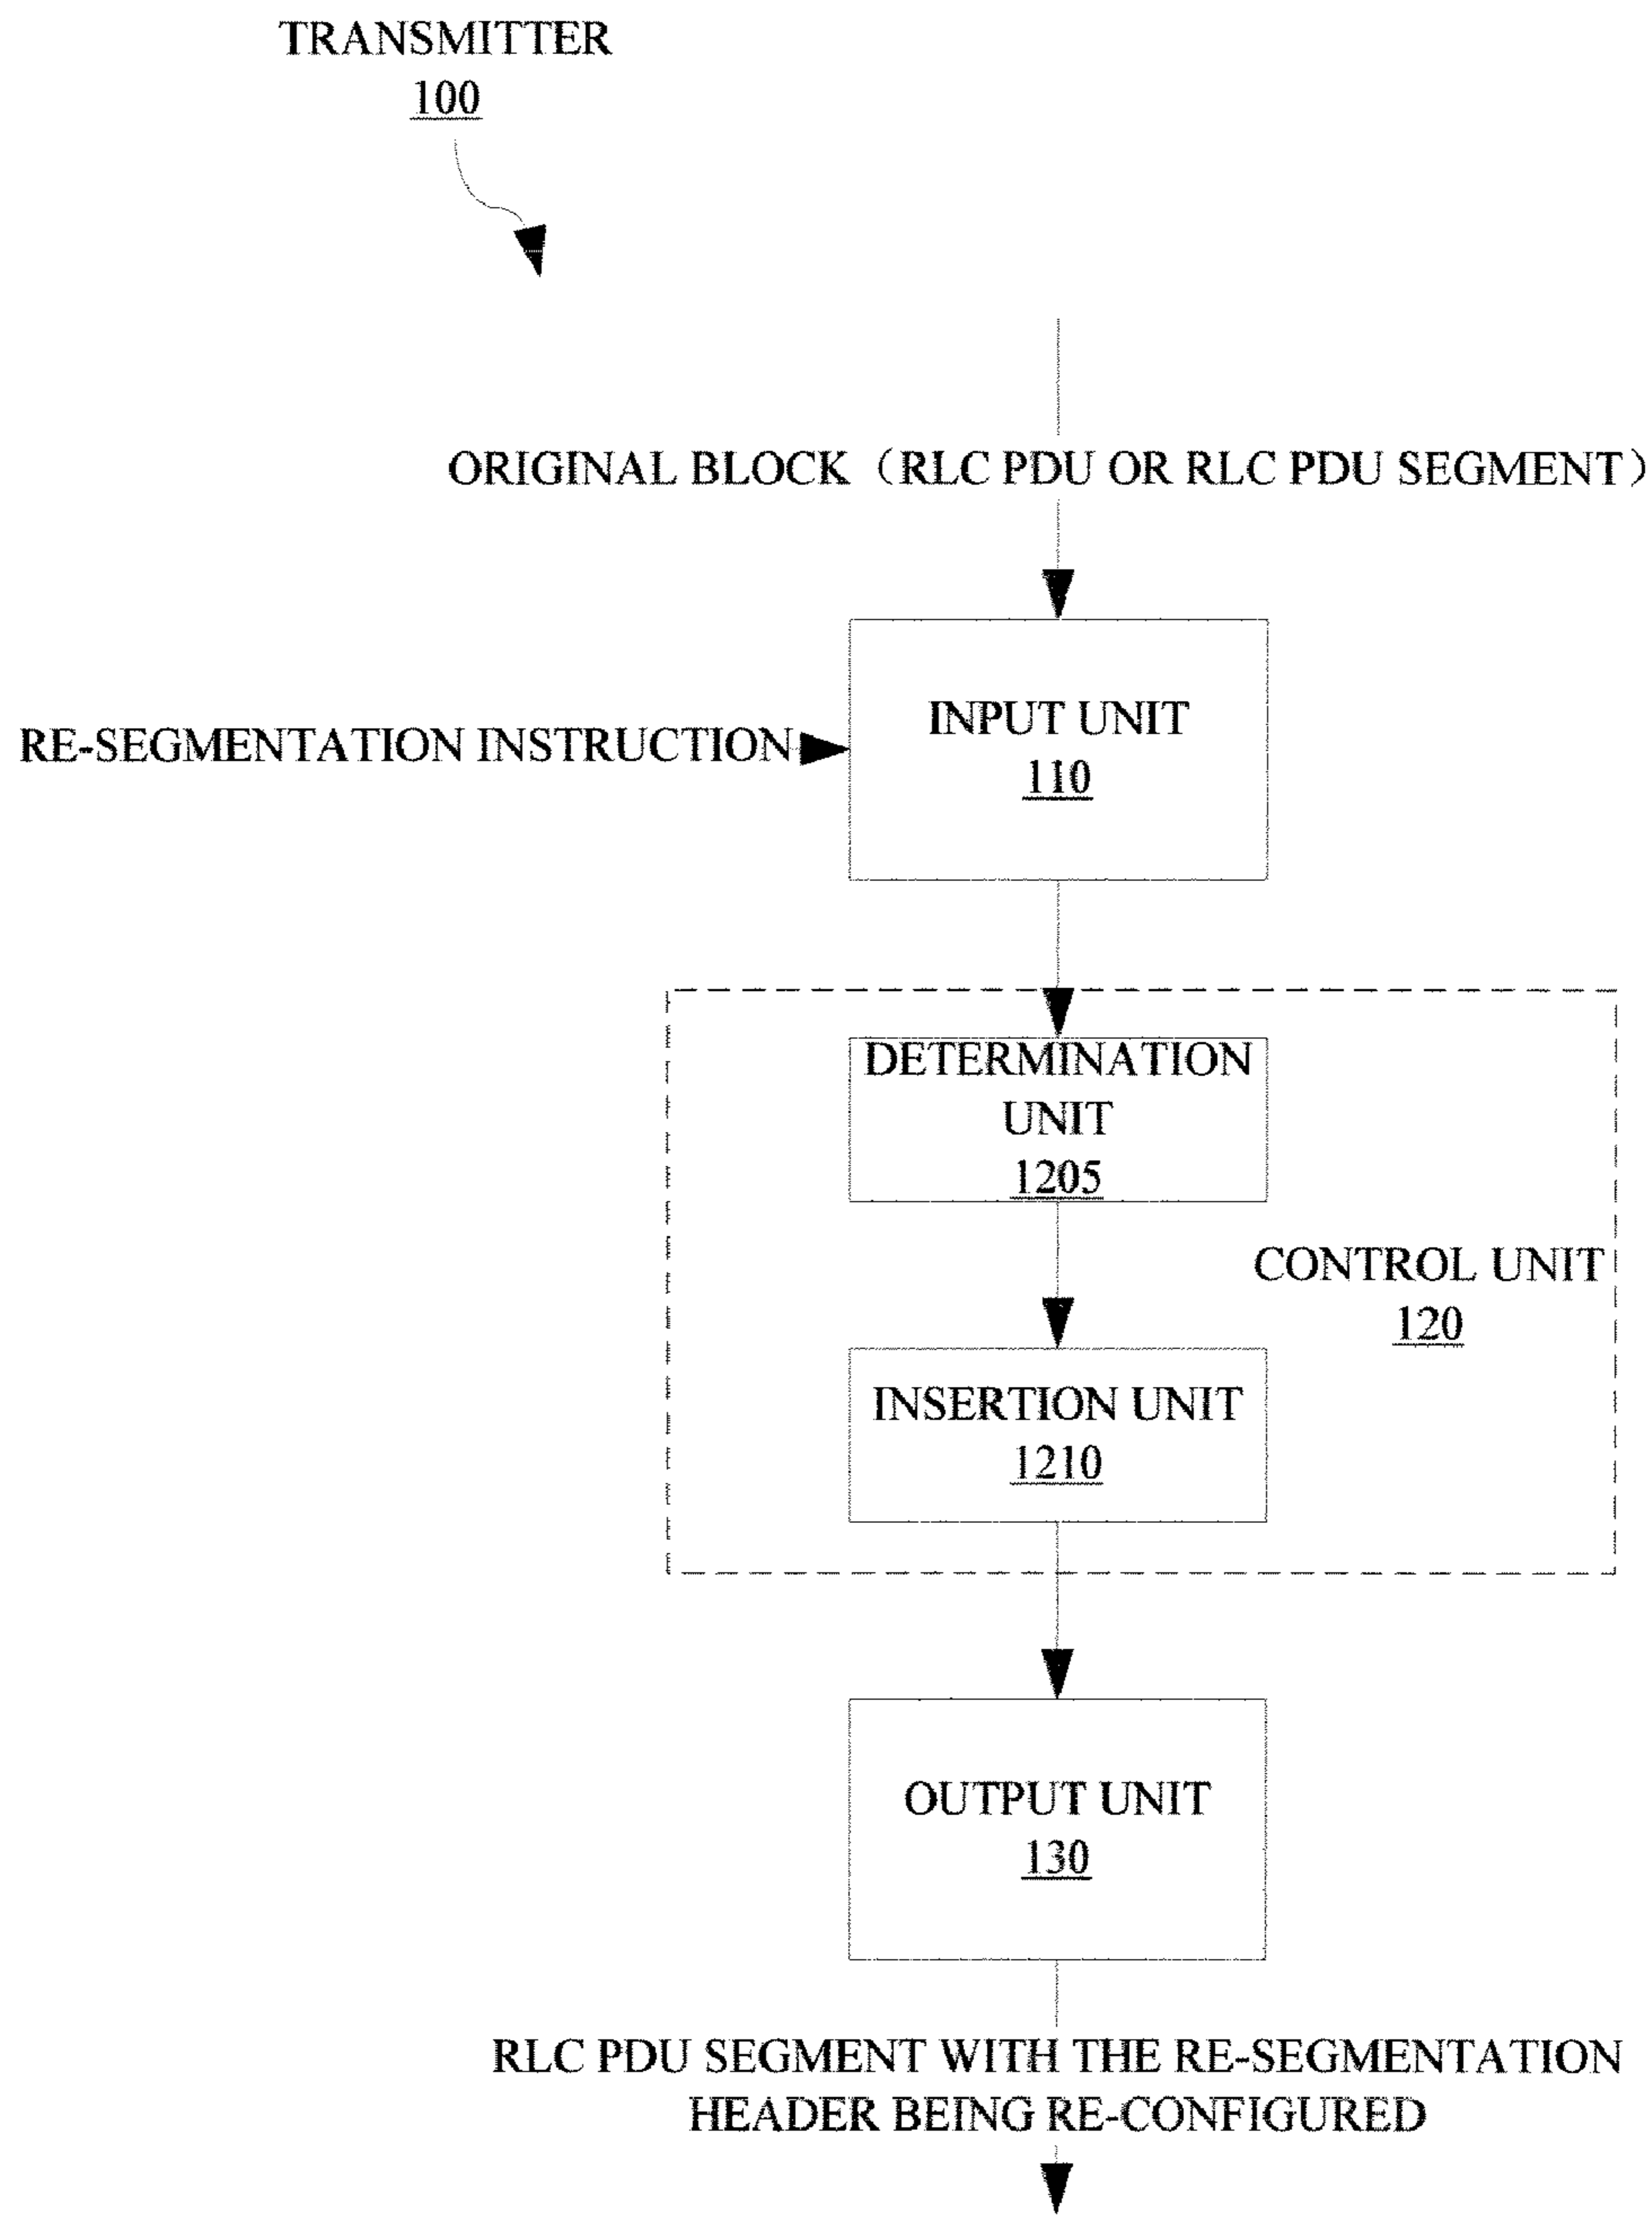 TRANSMITTER
100
ORIGINAL BLOCK（RLC PDU OR RLC PDU SEGMENT）
INPUT UNIT
110
RE-SEGMENTATION INSTRUCTION
DETERMINATION
UNIT
1205
CONTROL UNIT
120
INSERTION UNIT
1210
OUTPUT UNIT
130
RLC PDU SEGMENT WITH THE RE-SEGMENTATION
HEADER BEING RE-CONFIGURED